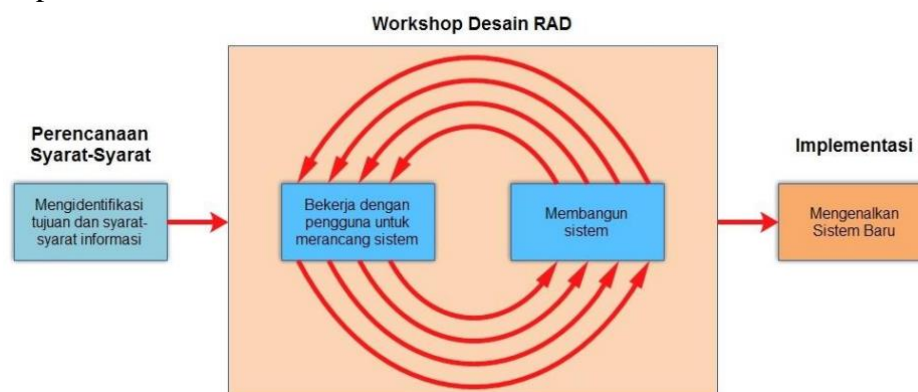 Workshop Desain RAD
Perencanaan
Syarat-Syarat
Mengidentifikasi
tujuan dan syarat-
syarat informasi
Bekerja dengan
pengguna untuk
merancang sistem
Membangun
sistem
Implementasi
Mengenalkan
Sistem Baru